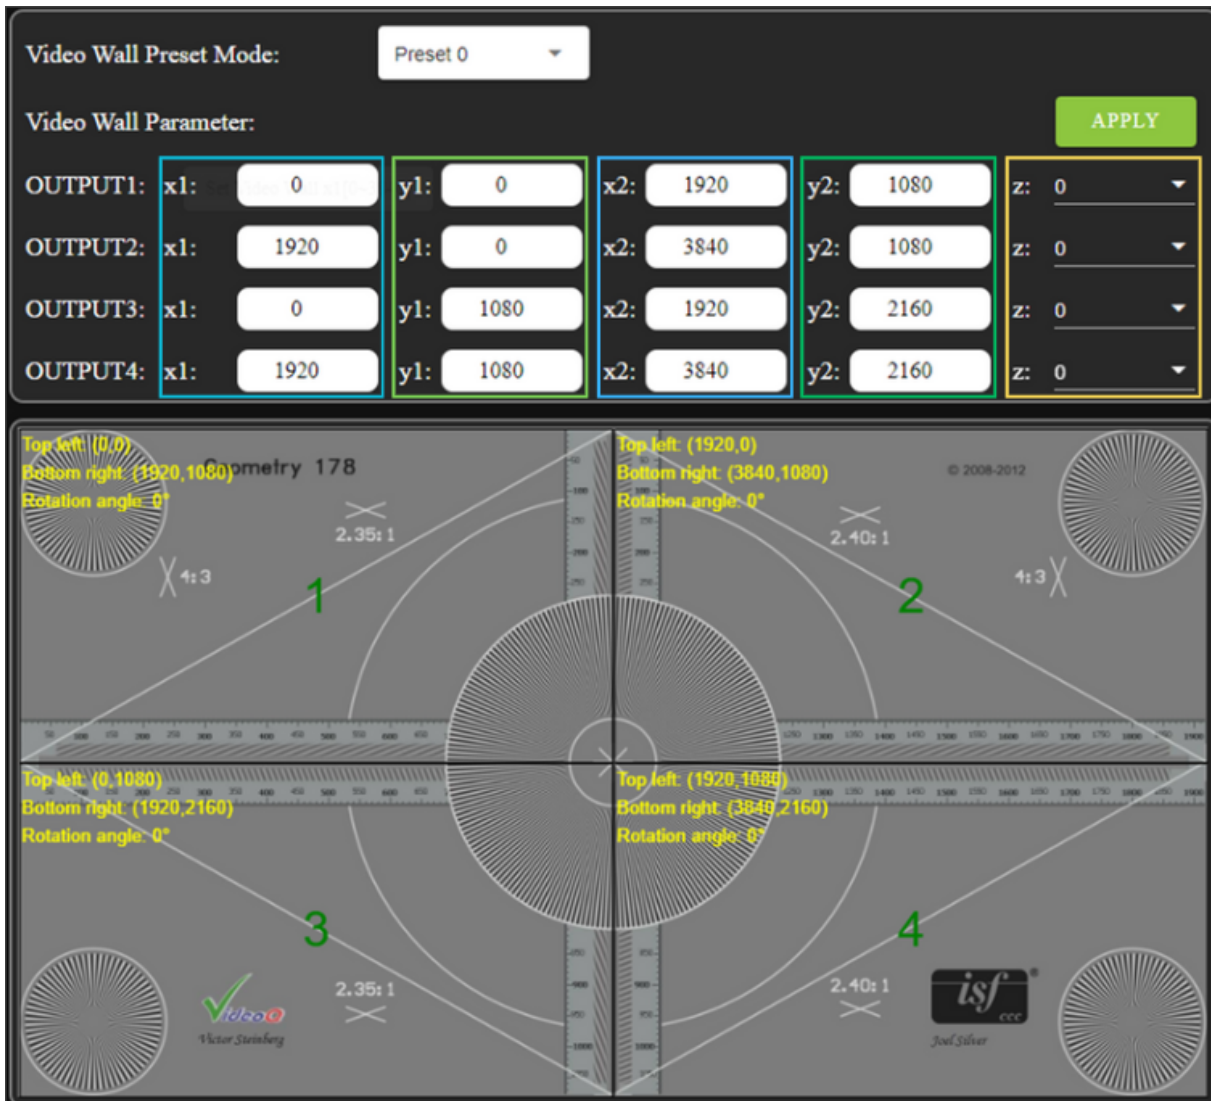 Video Wall Preset Mode: Preset 0
Video Wall Parameter: APPLY
OUTPUT1: x1: 0 y1: 0 x2: 1920 y2: 1080 z: 0
OUTPUT2: x1: 1920 y1: 0 x2: 3840 y2: 1080 z: 0
OUTPUT3: x1: 0 y1: 1080 x2: 1920 y2: 2160 z: 0
OUTPUT4: x1: 1920 y1: 1080 x2: 3840 y2: 2160 z: 0
Top left: (0,0)
Bottom right: (1920,1080)
Rotation angle: 0°
Geometry 178
2.35:1
4:3
1
Top left: (1920,0)
Bottom right: (3840,1080)
Rotation angle: 0°
© 2008-2012
2.40:1
4:3
2
Top left: (0,1080)
Bottom right: (1920,2160)
Rotation angle: 0°
3
2.35:1
VideoQ
Victor Steinberg
Top left: (1920,1080)
Bottom right: (3840,2160)
Rotation angle: 0°
4
2.40:1
isf®
ccc
Joel Silver